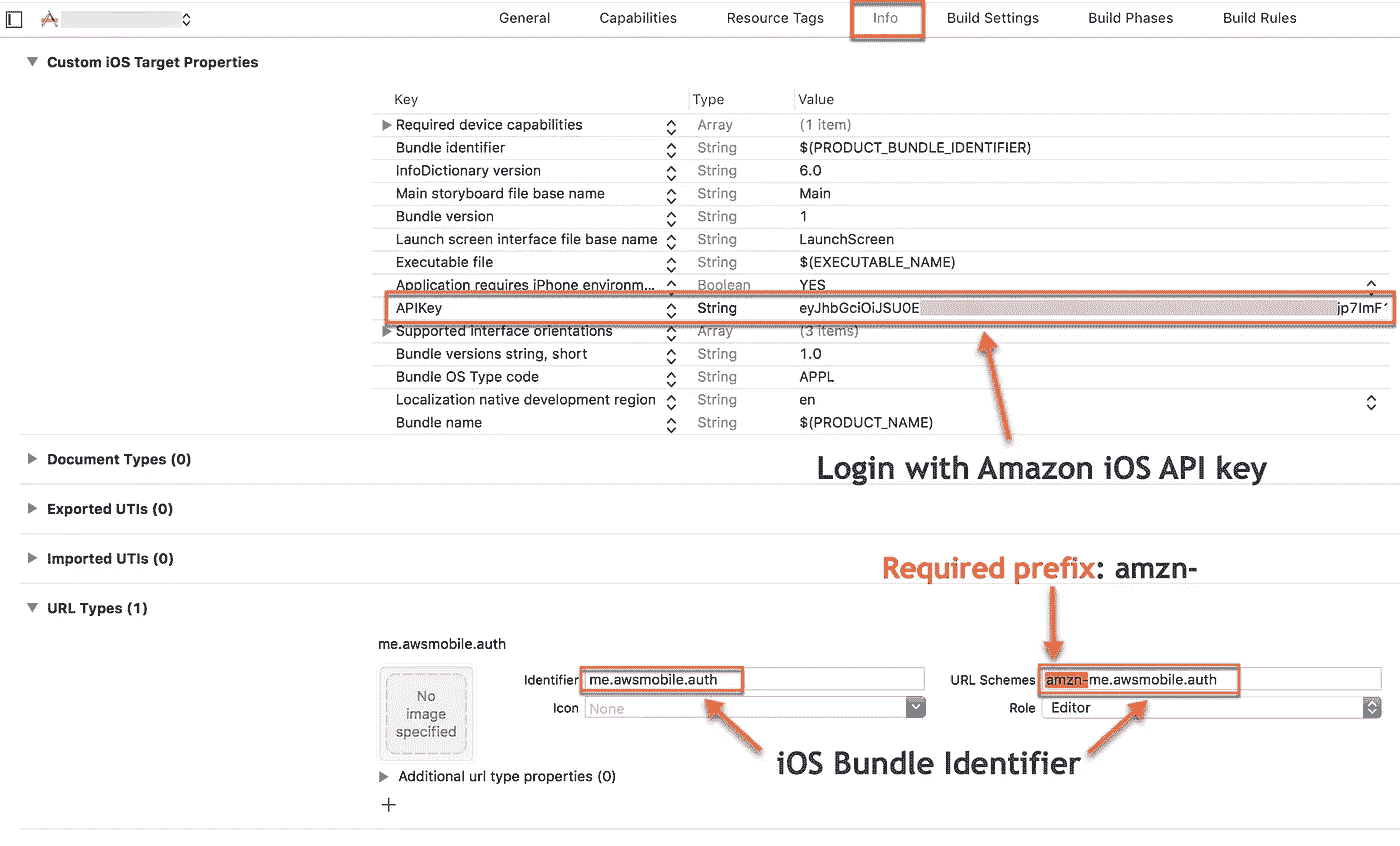 General Capabilities Resource Tags Info Build Settings Build Phases Build Rules
Custom iOS Target Properties
Key Type Value
Required device capabilities Array (1 item)
Bundle identifier String $(PRODUCT_BUNDLE_IDENTIFIER)
InfoDictionary version String 6.0
Main storyboard file base name String Main
Bundle version String 1
Launch screen interface file base name String LaunchScreen
Executable file String $(EXECUTABLE_NAME)
Application requires iPhone environm... Boolean YES
APIKey String eyJhbGciOiJSU0E jp7ImF1
Supported interface orientations Array (3 items)
Bundle versions string, short String 1.0
Bundle OS Type code String APPL
Localization native development region String en
Bundle name String $(PRODUCT_NAME)
Document Types (0)
Login with Amazon iOS API key
Exported UTIs (0)
Imported UTIs (0)
Required prefix: amzn-
URL Types (1)
me.awsmobile.auth
No image specified
Identifier me.awsmobile.auth URL Schemes amzn-me.awsmobile.auth
Icon None Role Editor
iOS Bundle Identifier
Additional url type properties (0)